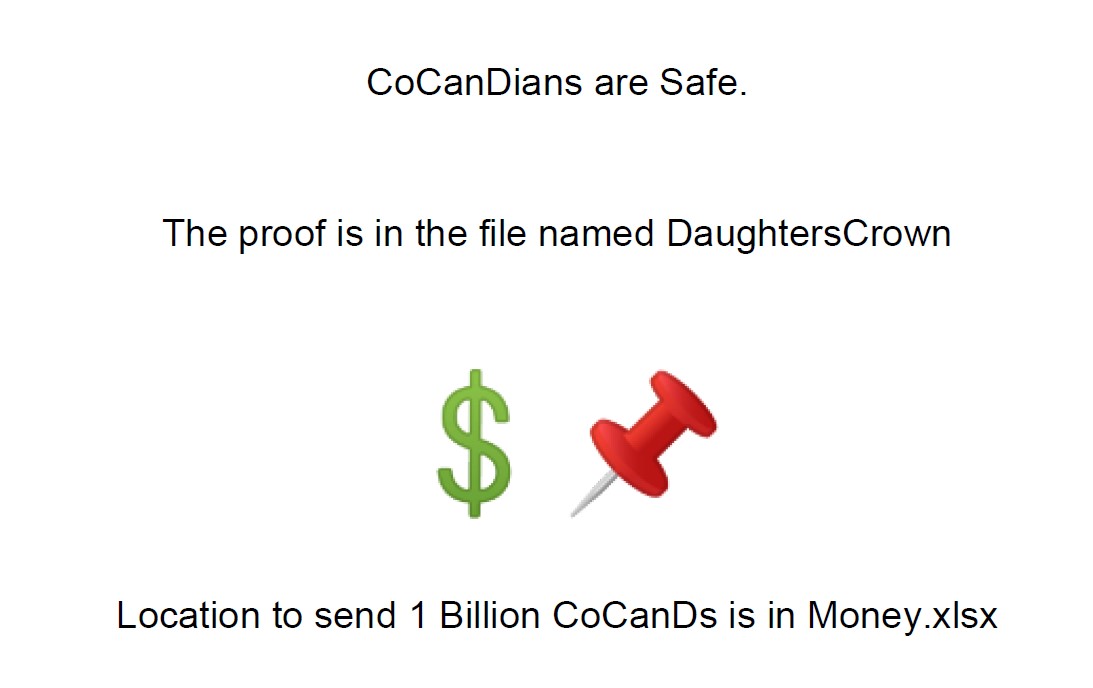 CoCanDians are Safe.
The proof is in the file named DaughtersCrown
Location to send 1 Billion CoCanDs is in Money.xlsx